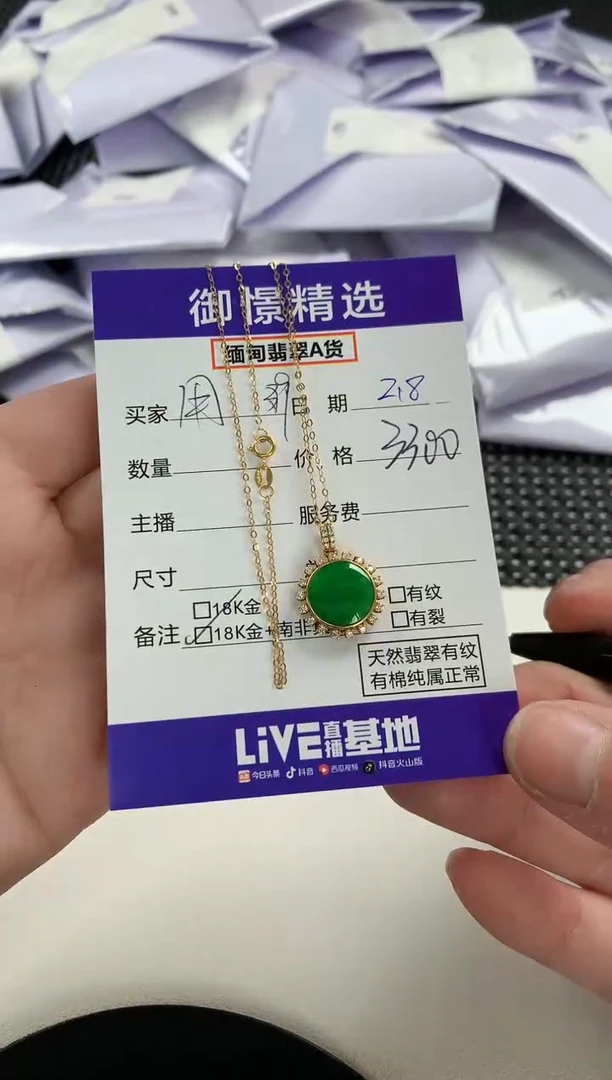 御憬精选
缅甸翡翠A货
买家 周 日期 2.8
数量 价格 3300
主播 服务费
尺寸
□18K金 □有纹
备注 ☑18K金+南非 □有裂
天然翡翠有纹
有棉纯属正常
LiVE直播基地
今日头条 抖音 西瓜视频 抖音火山版